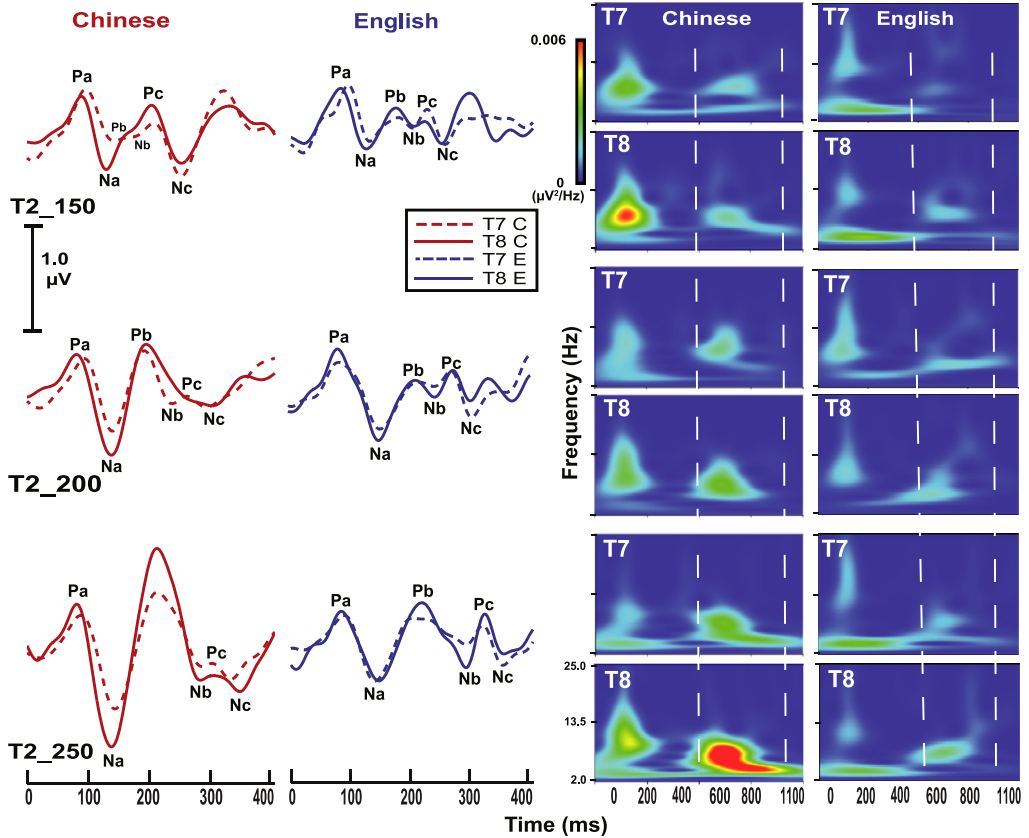 Chinese
English
Pa
Pb
Pc
Nb
Na
Nc
Pa
Pb
Pc
Nb
Na
Nc
T2_150
1.0
µV
T7 C
T8 C
T7 E
T8 E
Pa
Pb
Pc
Nb
Nc
Na
Pa
Pb
Pc
Nb
Nc
Na
T2_200
Pa
Pc
Nb
Nc
Na
Pa
Pb
Pc
Nb
Nc
Na
T2_250
0 100 200 300 400
0 100 200 300 400
0.006
0
(µV²/Hz)
T7 Chinese
T7 English
T8
T8
T7
T7
T8
T8
T7
T7
T8
T8
Frequency (Hz)
25.0
13.5
2.0
0 200 600 1100
0 200 600 1100
Time (ms)